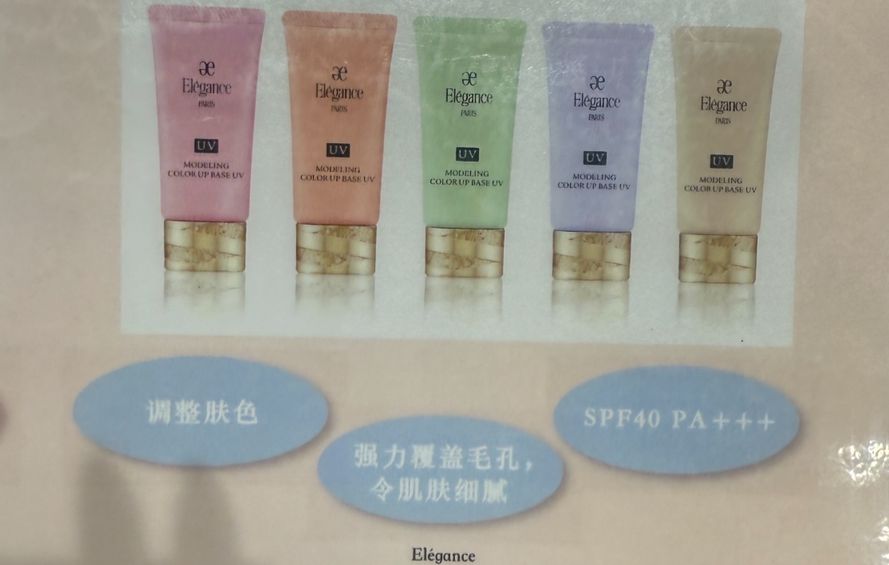 æ
Elégance
PARIS
UV
MODELING
COLOR UP BASE UV
æ
Elégance
PARIS
UV
MODELING
COLOR UP BASE UV
æ
Elégance
PARIS
UV
MODELING
COLOR UP BASE UV
æ
Elégance
PARIS
UV
MODELING
COLOR UP BASE UV
æ
Elégance
PARIS
UV
MODELING
COLOR UP BASE UV
调整肤色
强力覆盖毛孔，
令肌肤细腻
SPF40 PA+++
Elégance